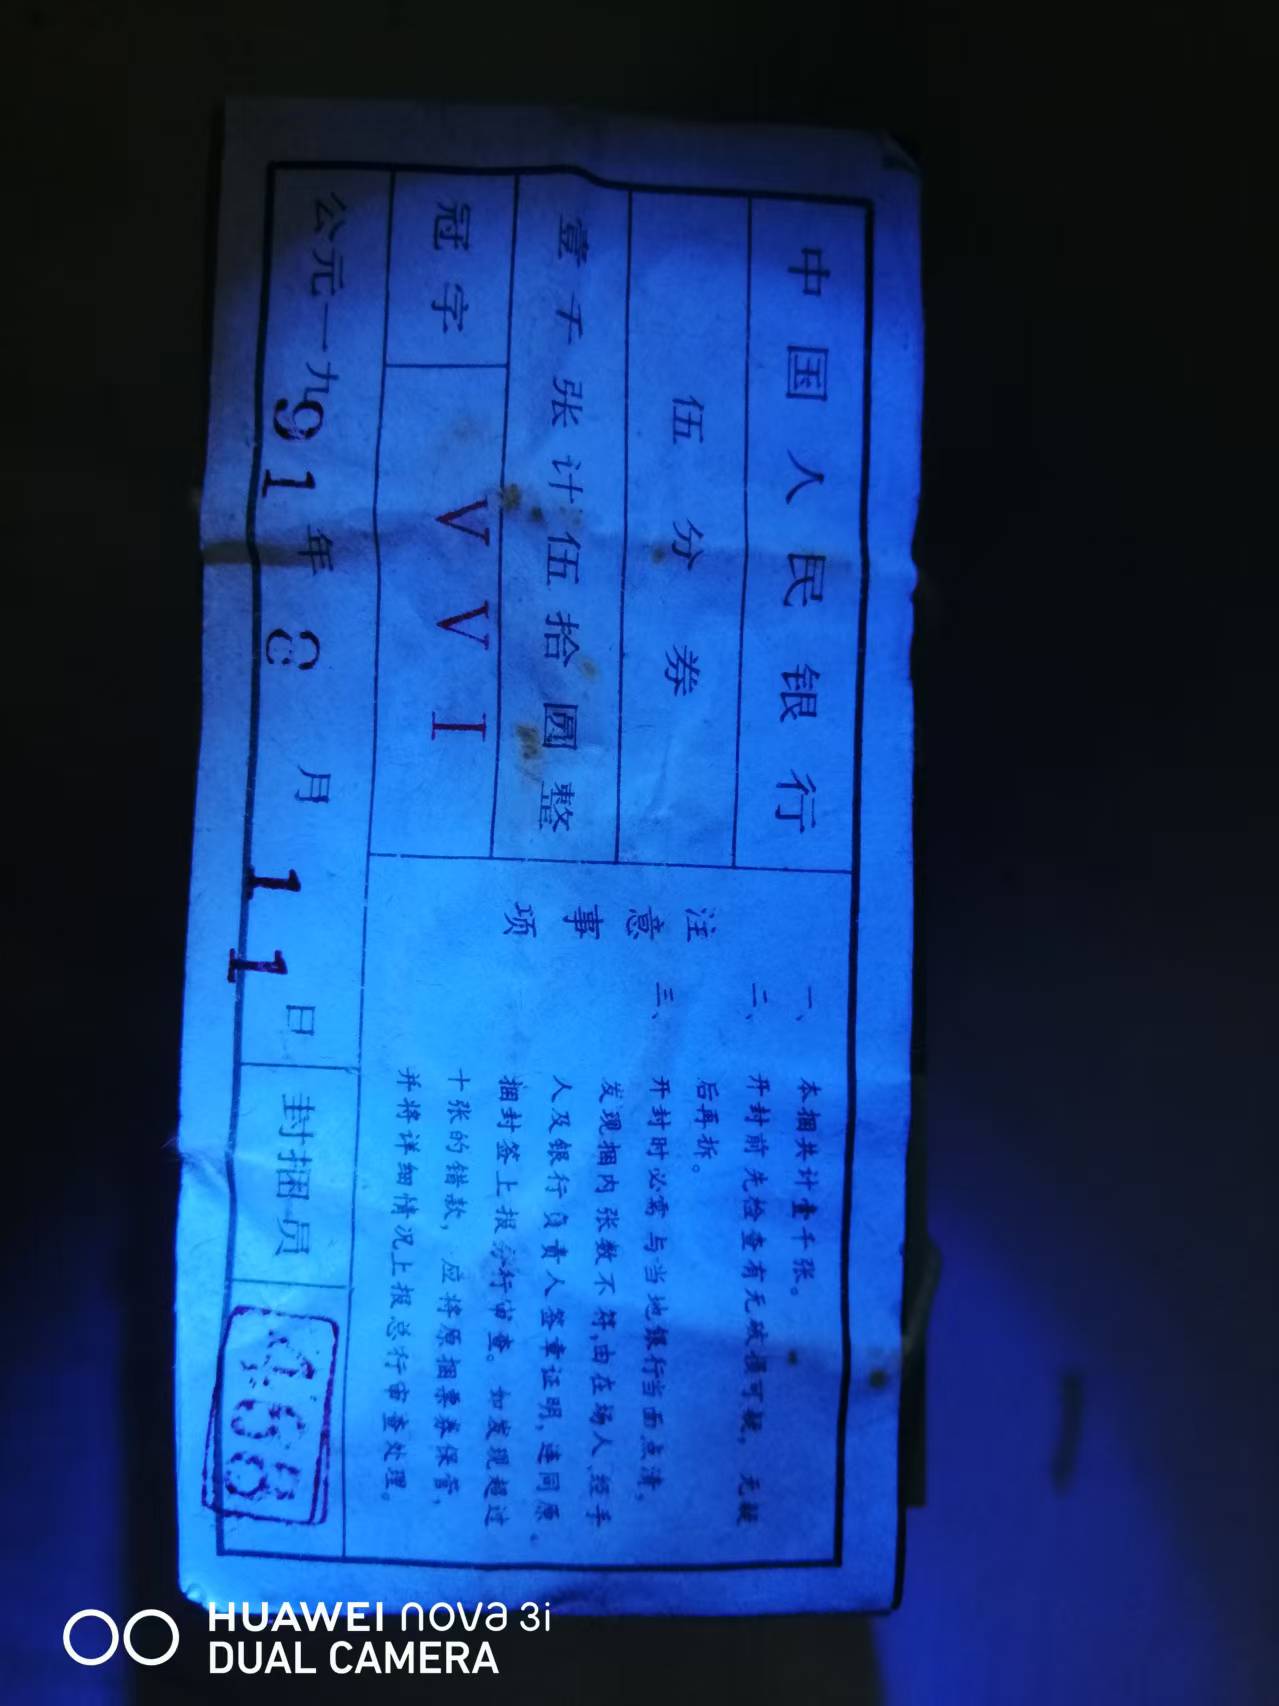 中国人民银行
伍分券
壹千张计伍拾圆整
冠字 V V I
公元一九91年8月11日 封捆员
注意事项
一、本捆共计壹千张。
二、开封前先检查有无破损可疑，无疑
后再拆。
三、开封时必需与当地银行当面点清，
发现捆内张数不符，由在场人、经手
人及银行负责人签章证明，连同原
捆封签上报分行审查。如发现超过
十张的错款，应将原捆票券保管，
并将详细情况上报总行审查处理。
HUAWEI nova 3i
DUAL CAMERA